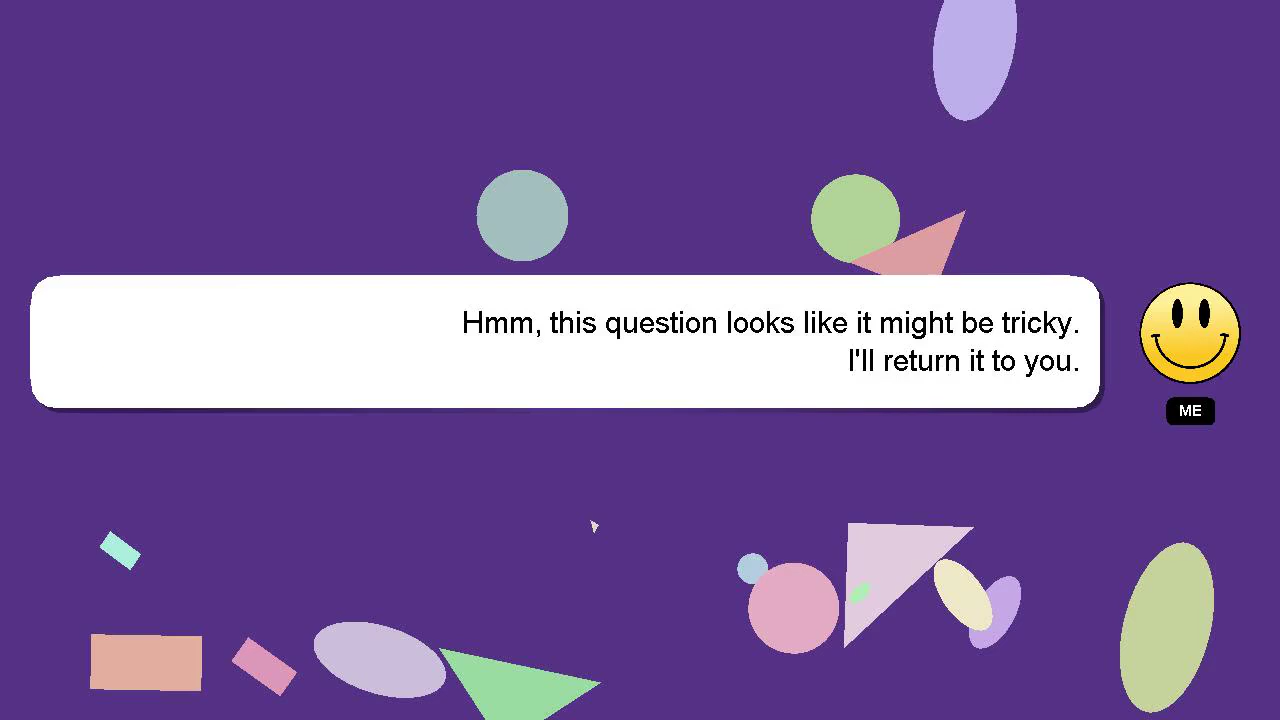 Hmm, this question looks like it might be tricky.
I'll return it to you.
ME